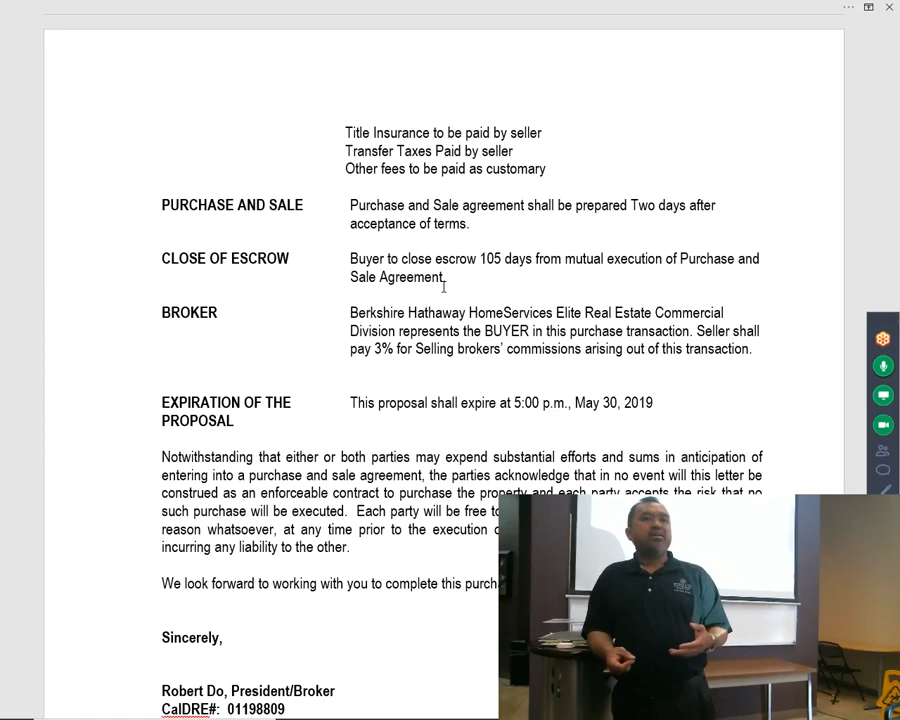 Title Insurance to be paid by seller
Transfer Taxes Paid by seller
Other fees to be paid as customary
PURCHASE AND SALE Purchase and Sale agreement shall be prepared Two days after
acceptance of terms.
CLOSE OF ESCROW Buyer to close escrow 105 days from mutual execution of Purchase and
Sale Agreement.
BROKER Berkshire Hathaway HomeServices Elite Real Estate Commercial
Division represents the BUYER in this purchase transaction. Seller shall
pay 3% for Selling brokers’ commissions arising out of this transaction.
EXPIRATION OF THE This proposal shall expire at 5:00 p.m., May 30, 2019
PROPOSAL
Notwithstanding that either or both parties may expend substantial efforts and sums in anticipation of
entering into a purchase and sale agreement, the parties acknowledge that in no event will this letter be
construed as an enforceable contract to purchase the property and each party accepts the risk that no
such purchase will be executed. Each party will be free to
reason whatsoever, at any time prior to the execution
incurring any liability to the other.
We look forward to working with you to complete this
Sincerely,
Robert Do, President/Broker
CalDRE#: 01198809